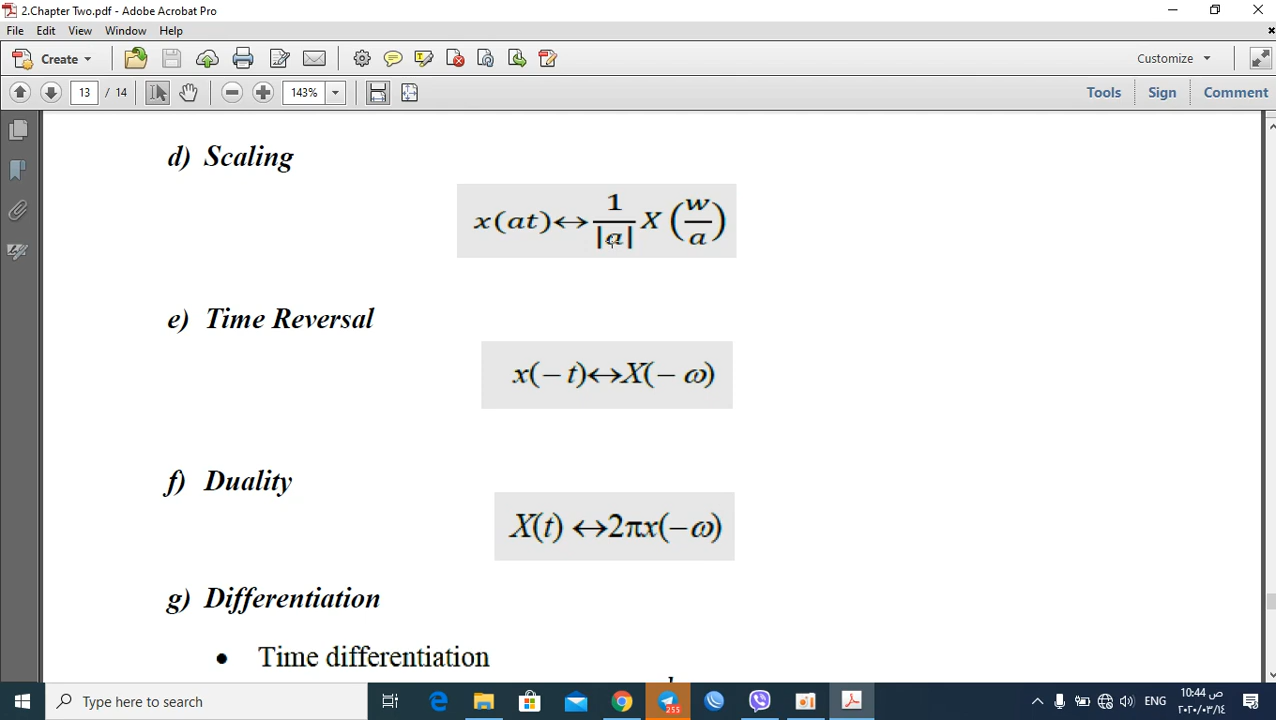 2.Chapter Two.pdf - Adobe Acrobat Pro
File Edit View Window Help
Create Customize
13 / 14 143% Tools Sign Comment
d) Scaling
x(at)↔1/|a| X(w/a)
e) Time Reversal
x(− t)↔X(− ω)
f) Duality
X(t) ↔2πx(−ω)
g) Differentiation
• Time differentiation
Type here to search
255
ENG
10:44 ص
٢٠٢٠/٠٣/١٤